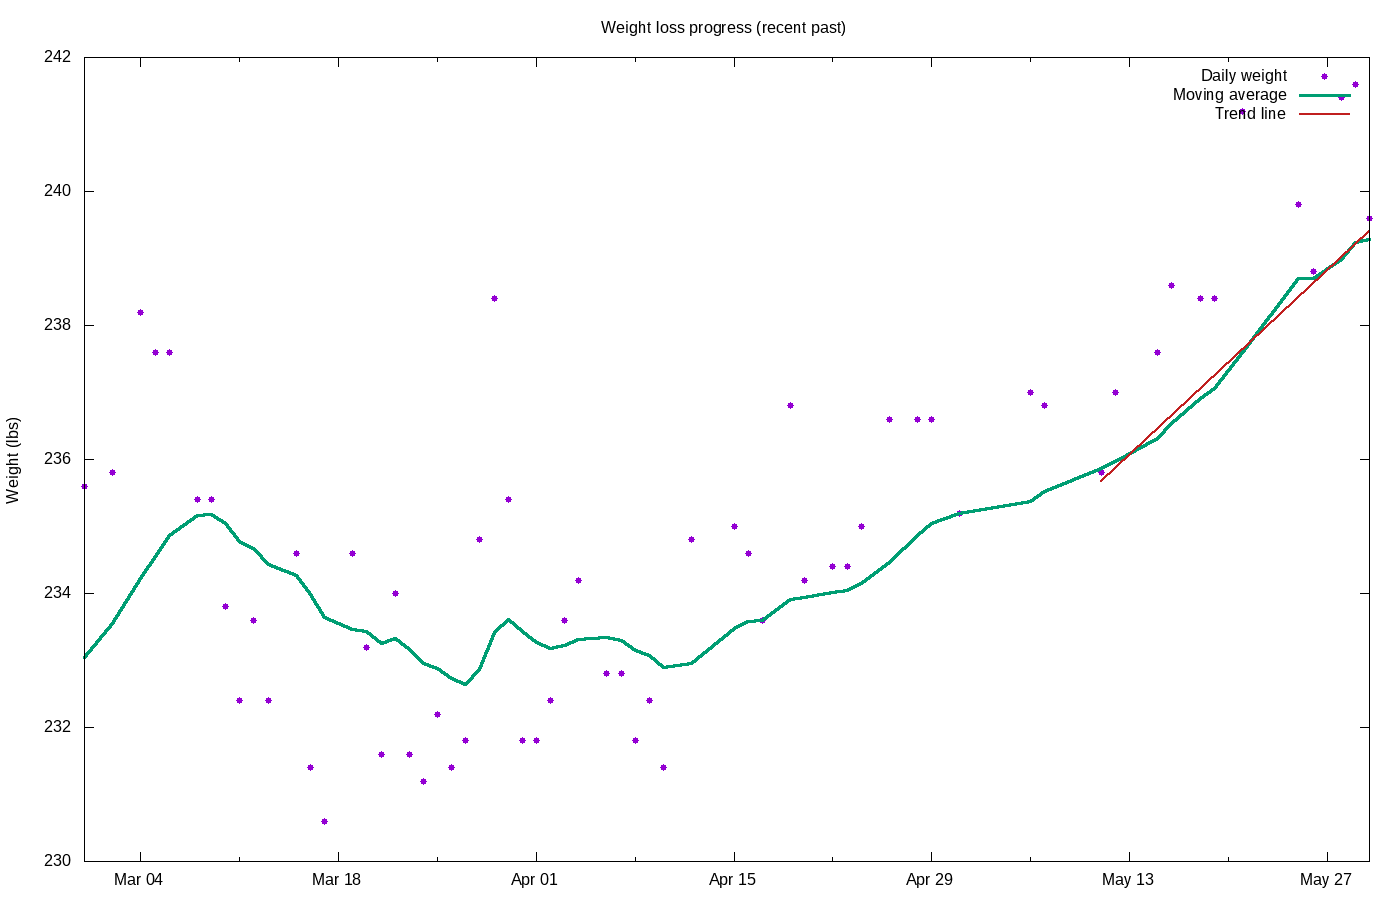 Weight loss progress (recent past)
242
240
238
236
234
232
230
Weight (lbs)
Daily weight
Moving average
Trend line
Mar 04
Mar 18
Apr 01
Apr 15
Apr 29
May 13
May 27